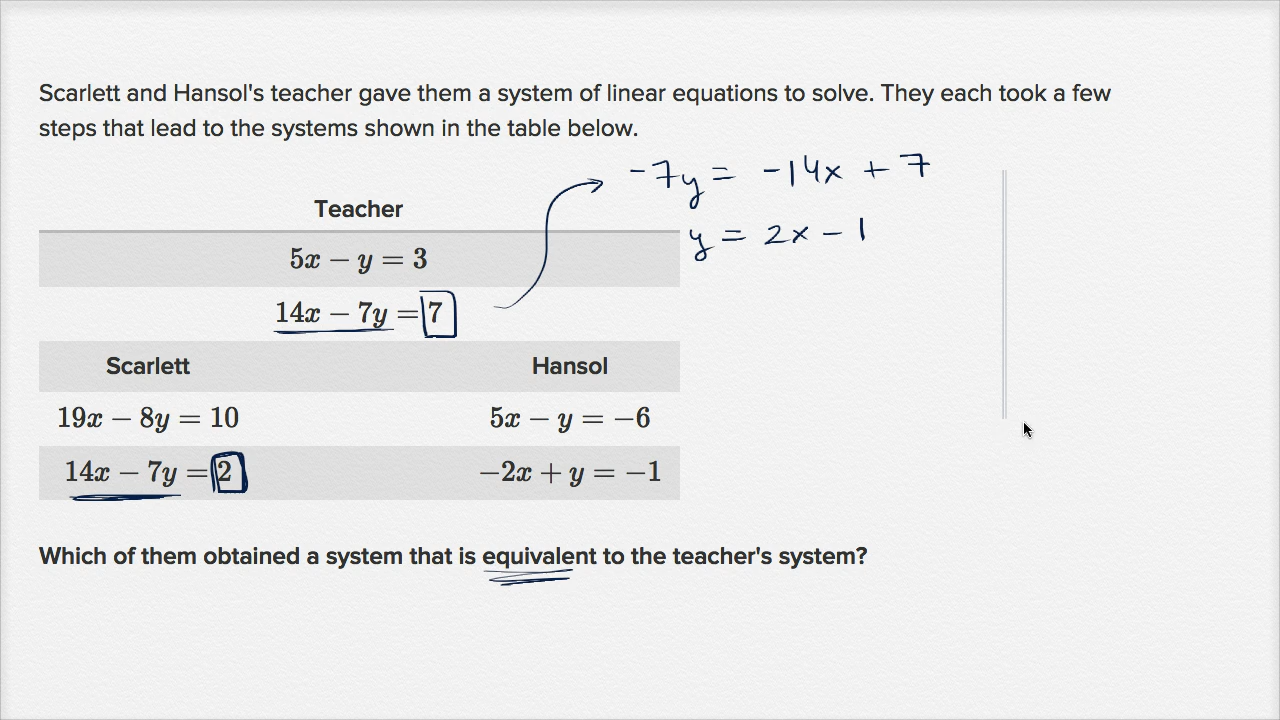 Scarlett and Hansol's teacher gave them a system of linear equations to solve. They each took a few
steps that lead to the systems shown in the table below.
-7y = -14x + 7
Teacher
y = 2x - 1
5x − y = 3
14x − 7y = 7
Scarlett Hansol
19x − 8y = 10 5x − y = −6
14x − 7y = 2 −2x + y = −1
Which of them obtained a system that is equivalent to the teacher's system?